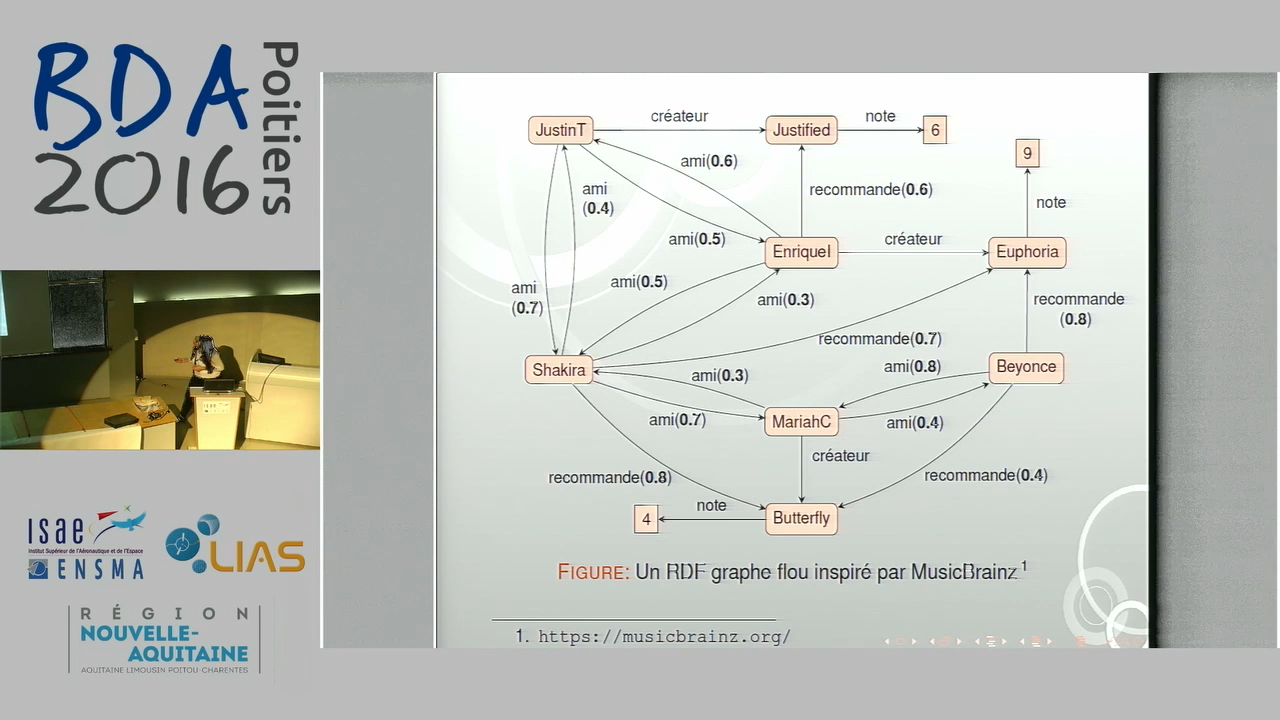 BDA
2016
Poitiers
isae
Institut Supérieur de l'Aéronautique et de l'Espace
ENSMA
LIAS
RÉGION
NOUVELLE-
AQUITAINE
AQUITAINE LIMOUSIN POITOU-CHARENTES
JustinT
créateur
Justified
note
6
9
ami(0.6)
ami
(0.4)
recommande(0.6)
note
ami(0.5)
EnriqueI
créateur
Euphoria
ami(0.5)
ami
(0.7)
ami(0.3)
recommande
(0.8)
recommande(0.7)
Shakira
ami(0.3)
ami(0.8)
Beyonce
ami(0.7)
MariahC
ami(0.4)
créateur
recommande(0.8)
recommande(0.4)
4
note
Butterfly
FIGURE: Un RDF graphe flou inspiré par MusicBrainz 1
1. https://musicbrainz.org/